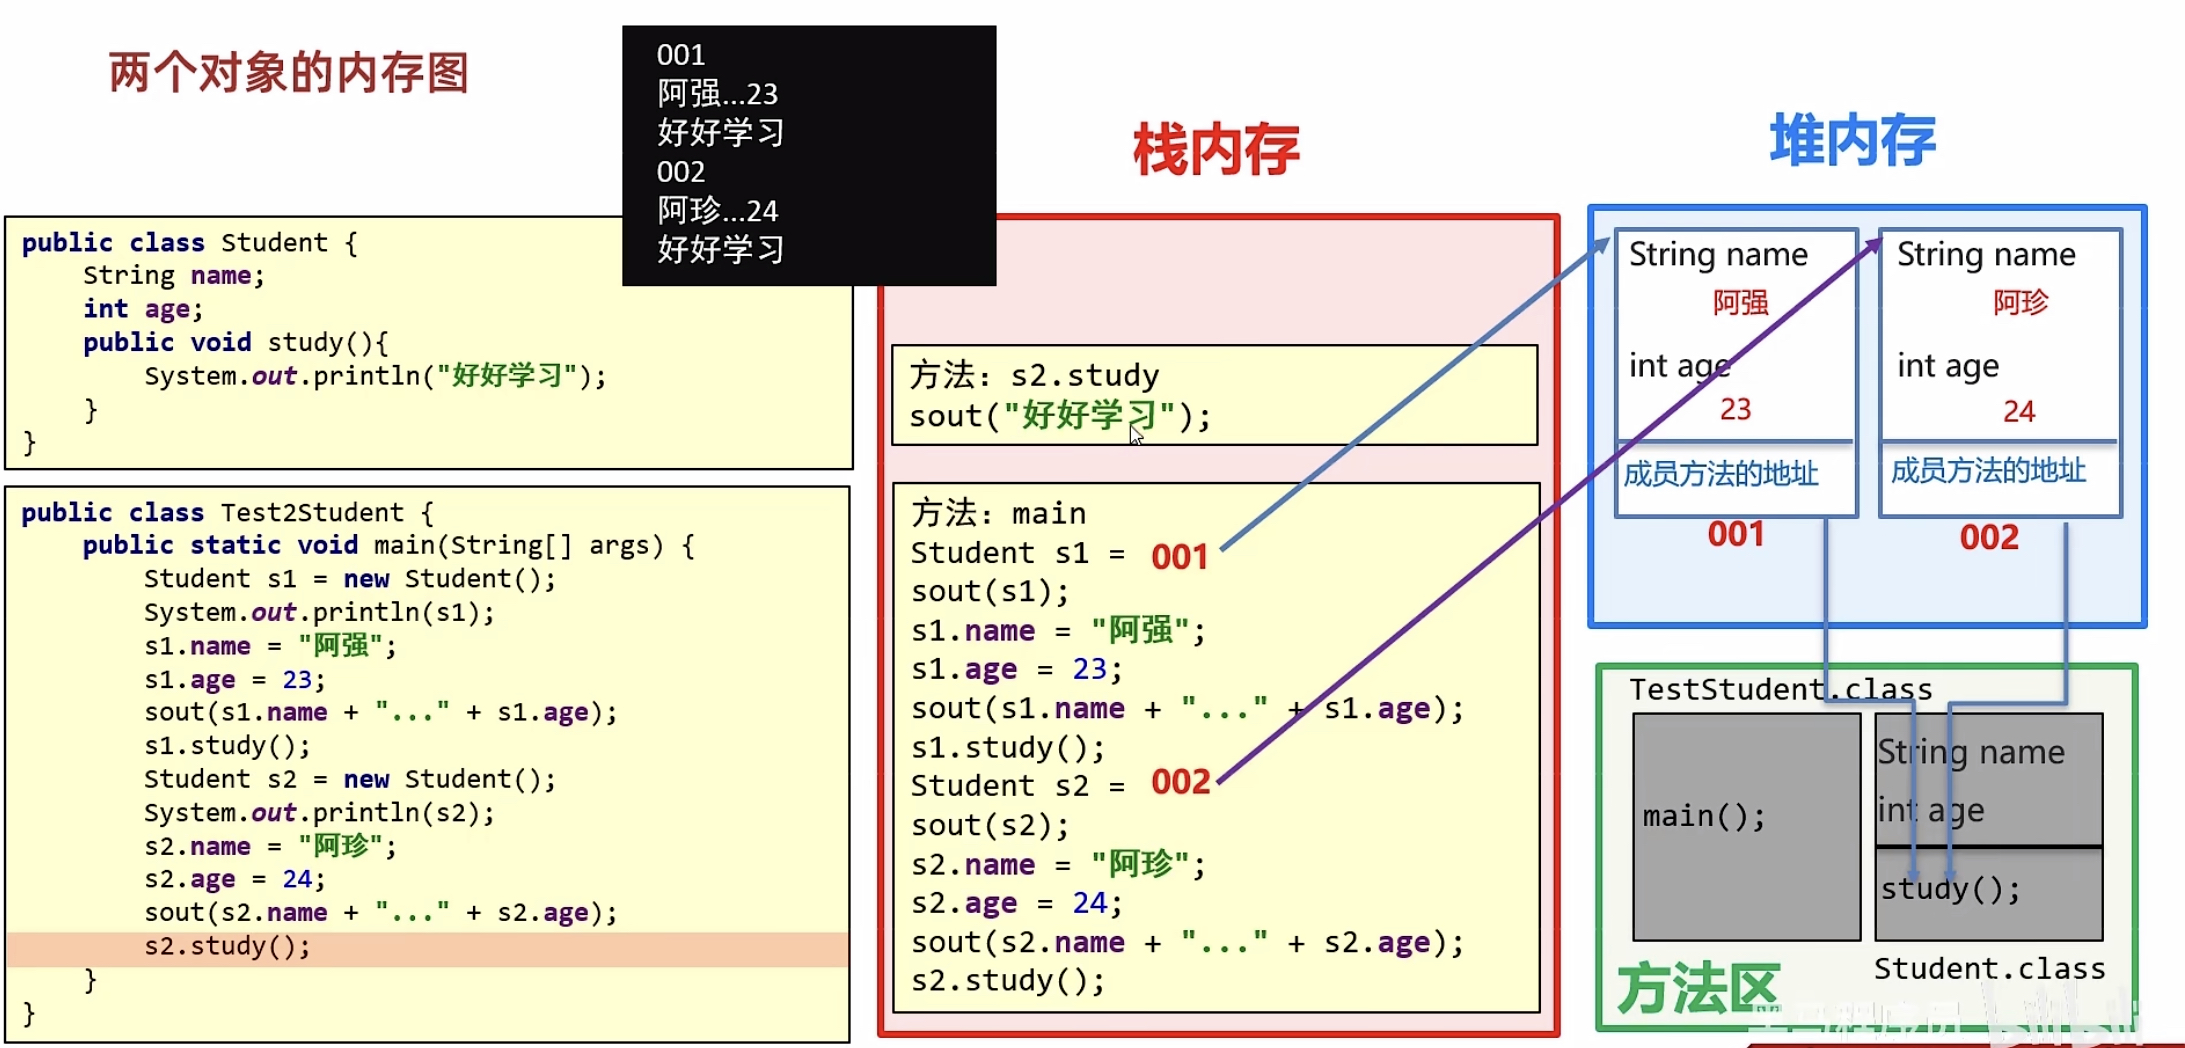 两个对象的内存图
001
阿强...23
好好学习
002
阿珍...24
好好学习
public class Student {
String name;
int age;
public void study(){
System.out.println("好好学习");
}
}
public class Test2Student {
public static void main(String[] args) {
Student s1 = new Student();
System.out.println(s1);
s1.name = "阿强";
s1.age = 23;
sout(s1.name + "..." + s1.age);
s1.study();
Student s2 = new Student();
System.out.println(s2);
s2.name = "阿珍";
s2.age = 24;
sout(s2.name + "..." + s2.age);
s2.study();
}
}
栈内存
方法：s2.study
sout("好好学习");
方法：main
Student s1 = 001
sout(s1);
s1.name = "阿强";
s1.age = 23;
sout(s1.name + "..." + s1.age);
s1.study();
Student s2 = 002
sout(s2);
s2.name = "阿珍";
s2.age = 24;
sout(s2.name + "..." + s2.age);
s2.study();
堆内存
String name
阿强
int age
23
成员方法的地址
001
String name
阿珍
int age
24
成员方法的地址
002
TestStudent.class
main();
String name
int age
study();
Student.class
方法区
黑马程序员
bilibili